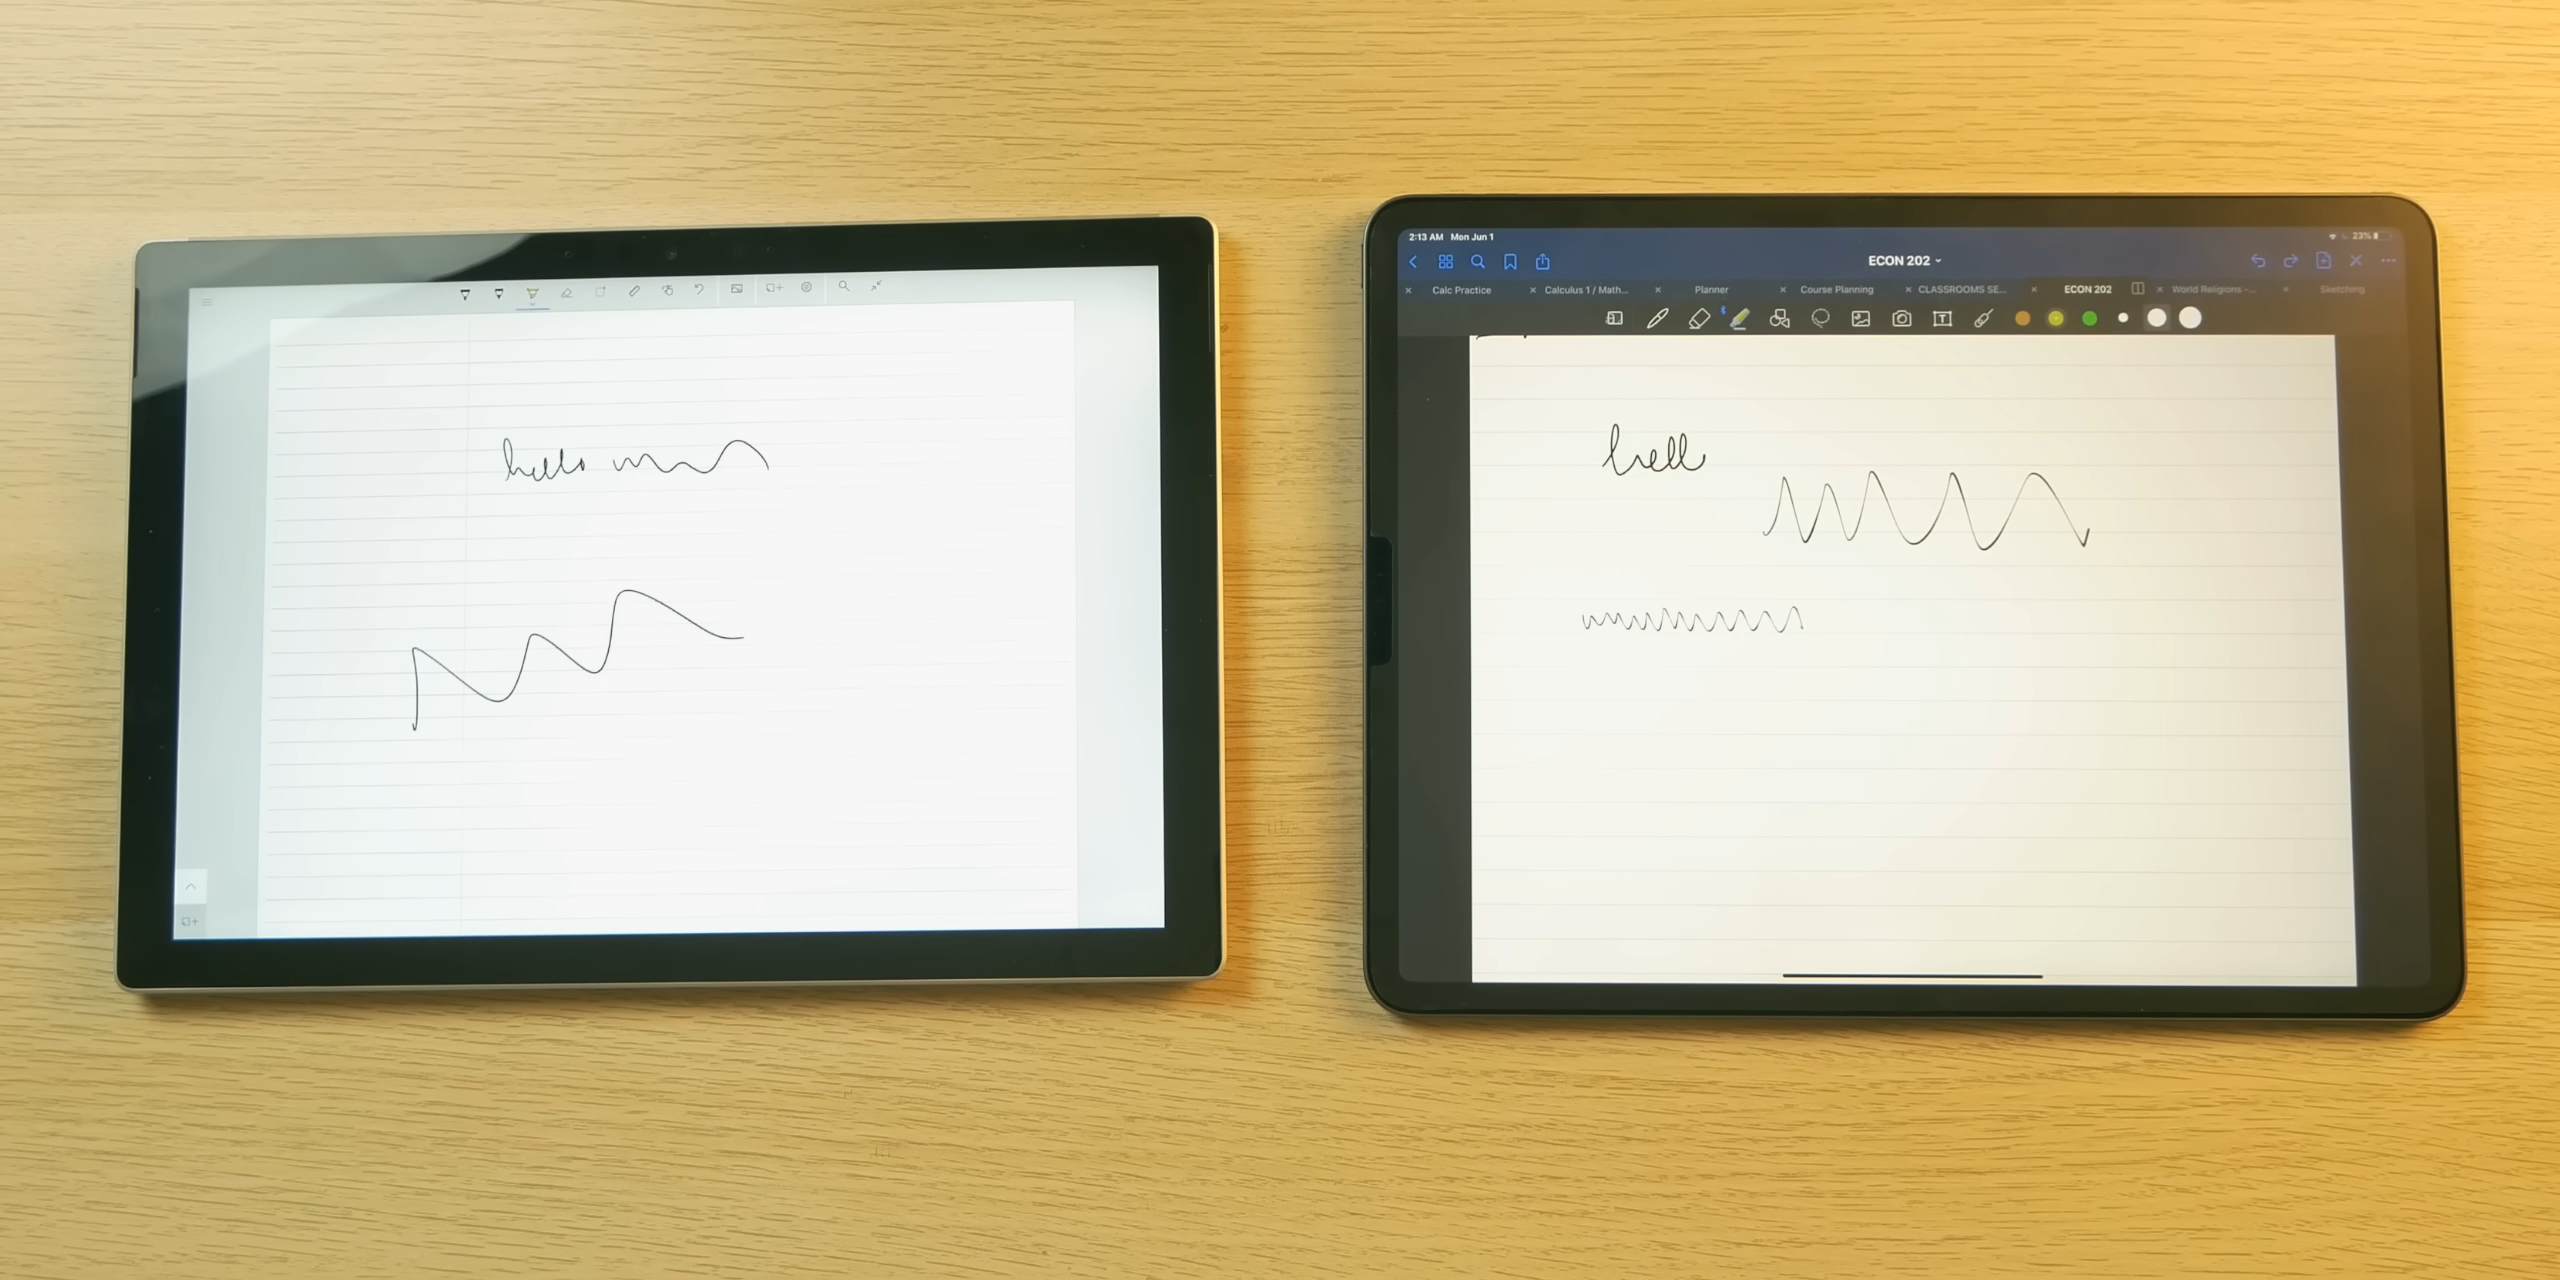 hello
2:13 AM Mon Jun 1
23%
ECON 202
Calc Practice
Calculus 1 / Math...
Planner
Course Planning
CLASSROOMS SE...
ECON 202
World Religions -...
Sketching
hell